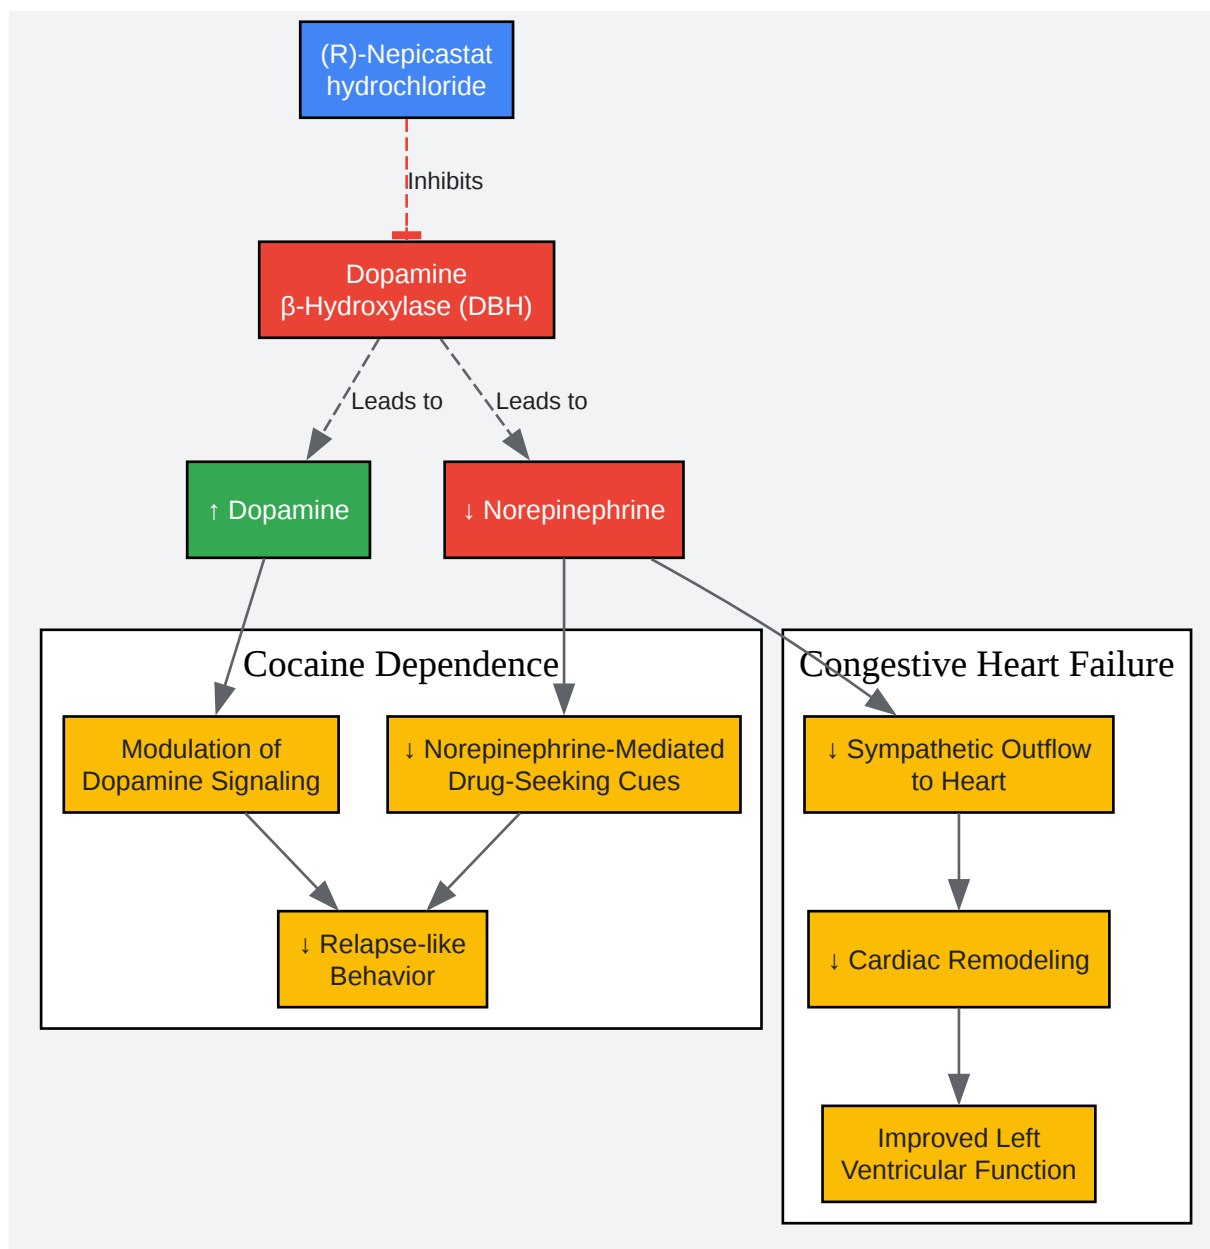 (R)-Nepicastat
hydrochloride
Inhibits
Dopamine
β-Hydroxylase (DBH)
Leads to
Leads to
↑ Dopamine
↓ Norepinephrine
Cocaine Dependence
Modulation of
Dopamine Signaling
↓ Norepinephrine-Mediated
Drug-Seeking Cues
↓ Relapse-like
Behavior
Congestive Heart Failure
↓ Sympathetic Outflow
to Heart
↓ Cardiac Remodeling
Improved Left
Ventricular Function